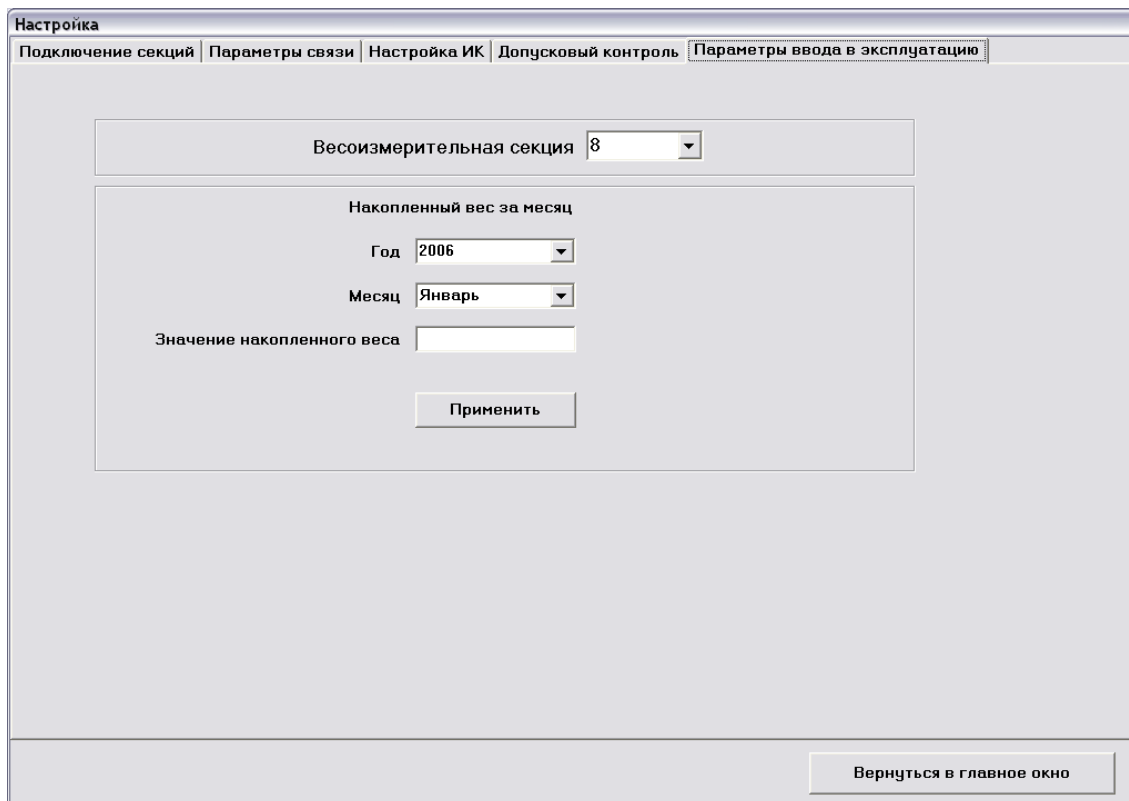 Настройка
Подключение секций Параметры связи Настройка ИК Допусковый контроль Параметры ввода в эксплуатацию
Весоизмерительная секция 8
Накопленный вес за месяц
Год 2006
Месяц Январь
Значение накопленного веса
Применить
Вернуться в главное окно